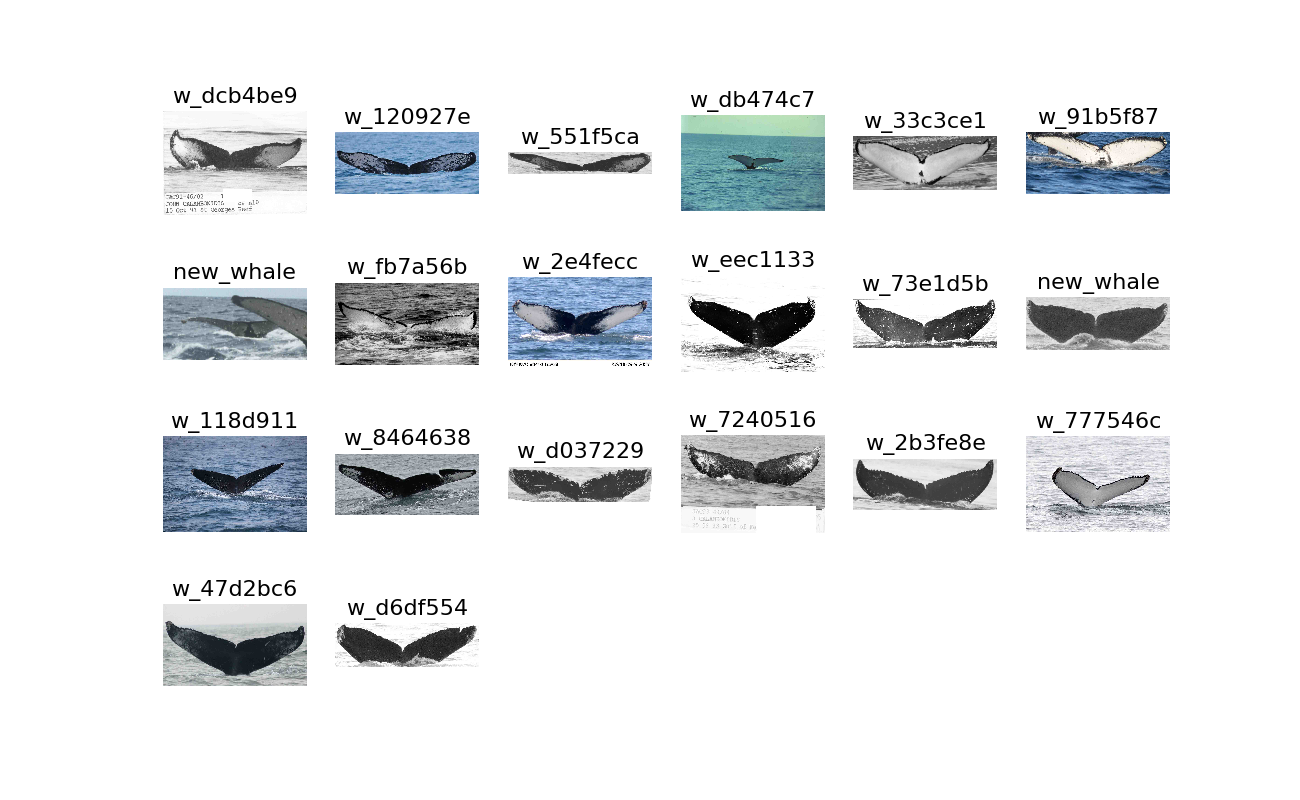 w_dcb4be9
w_120927e
w_551f5ca
w_db474c7
w_33c3ce1
w_91b5f87
new_whale
w_fb7a56b
w_2e4fecc
w_eec1133
w_73e1d5b
new_whale
w_118d911
w_8464638
w_d037229
w_7240516
w_2b3fe8e
w_777546c
w_47d2bc6
w_d6df554